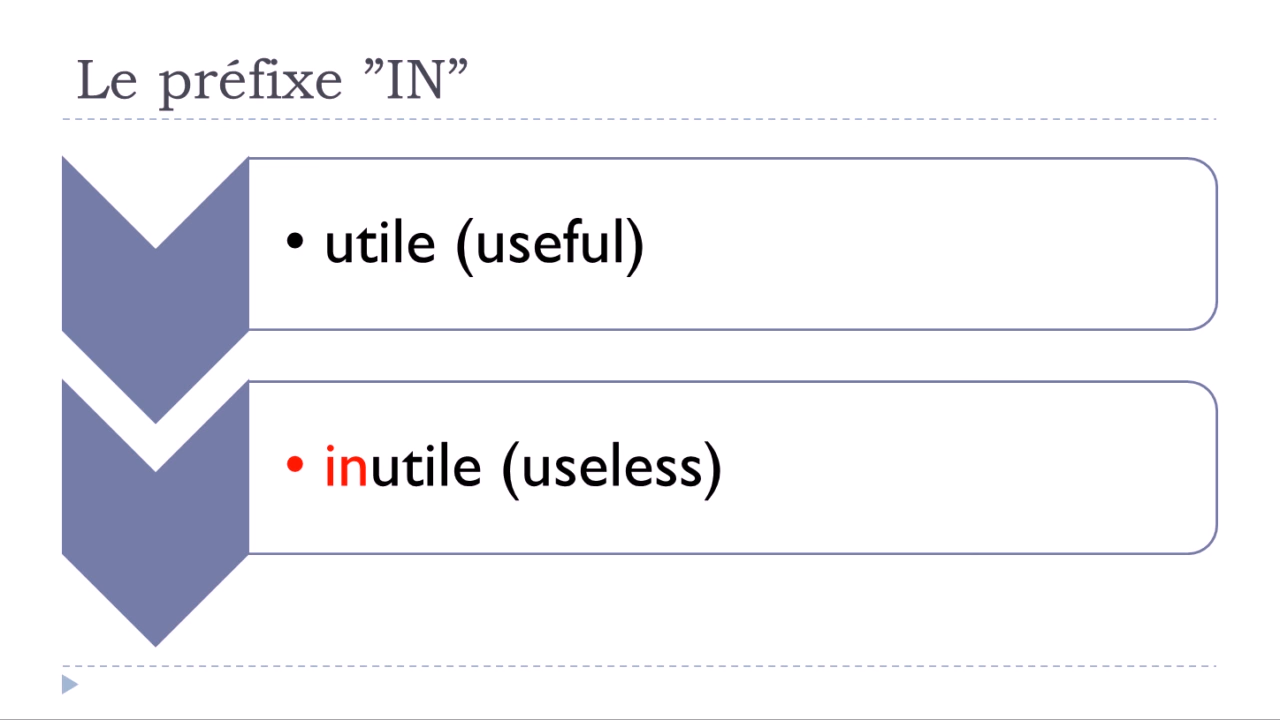 Le préfixe ”IN”
• utile (useful)
• inutile (useless)